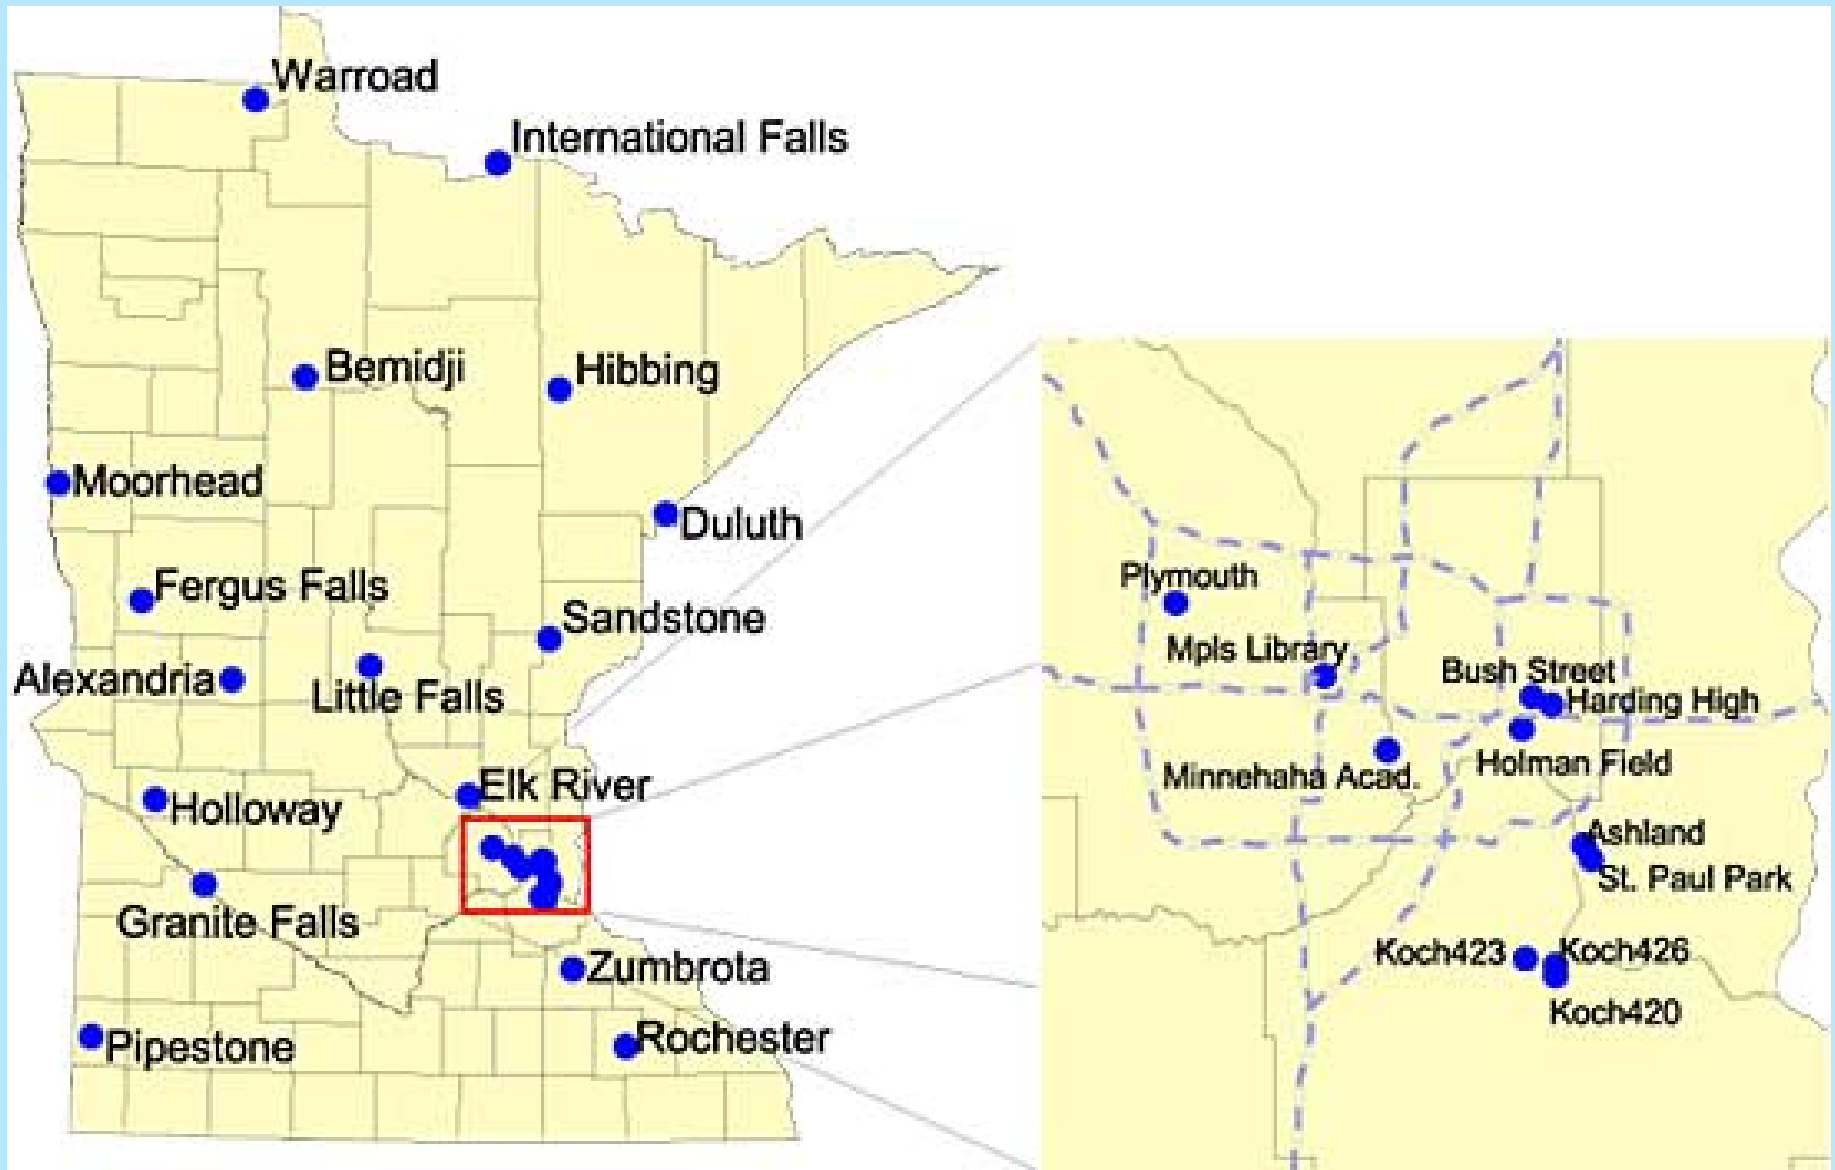 Warroad
International Falls
Bemidji
Hibbing
Moorhead
Duluth
Fergus Falls
Sandstone
Alexandria
Little Falls
Elk River
Holloway
Granite Falls
Zumbrota
Pipestone
Rochester
Plymouth
Mpls Library
Bush Street
Harding High
Holman Field
Minnehaha Acad.
Ashland
St. Paul Park
Koch423
Koch426
Koch420